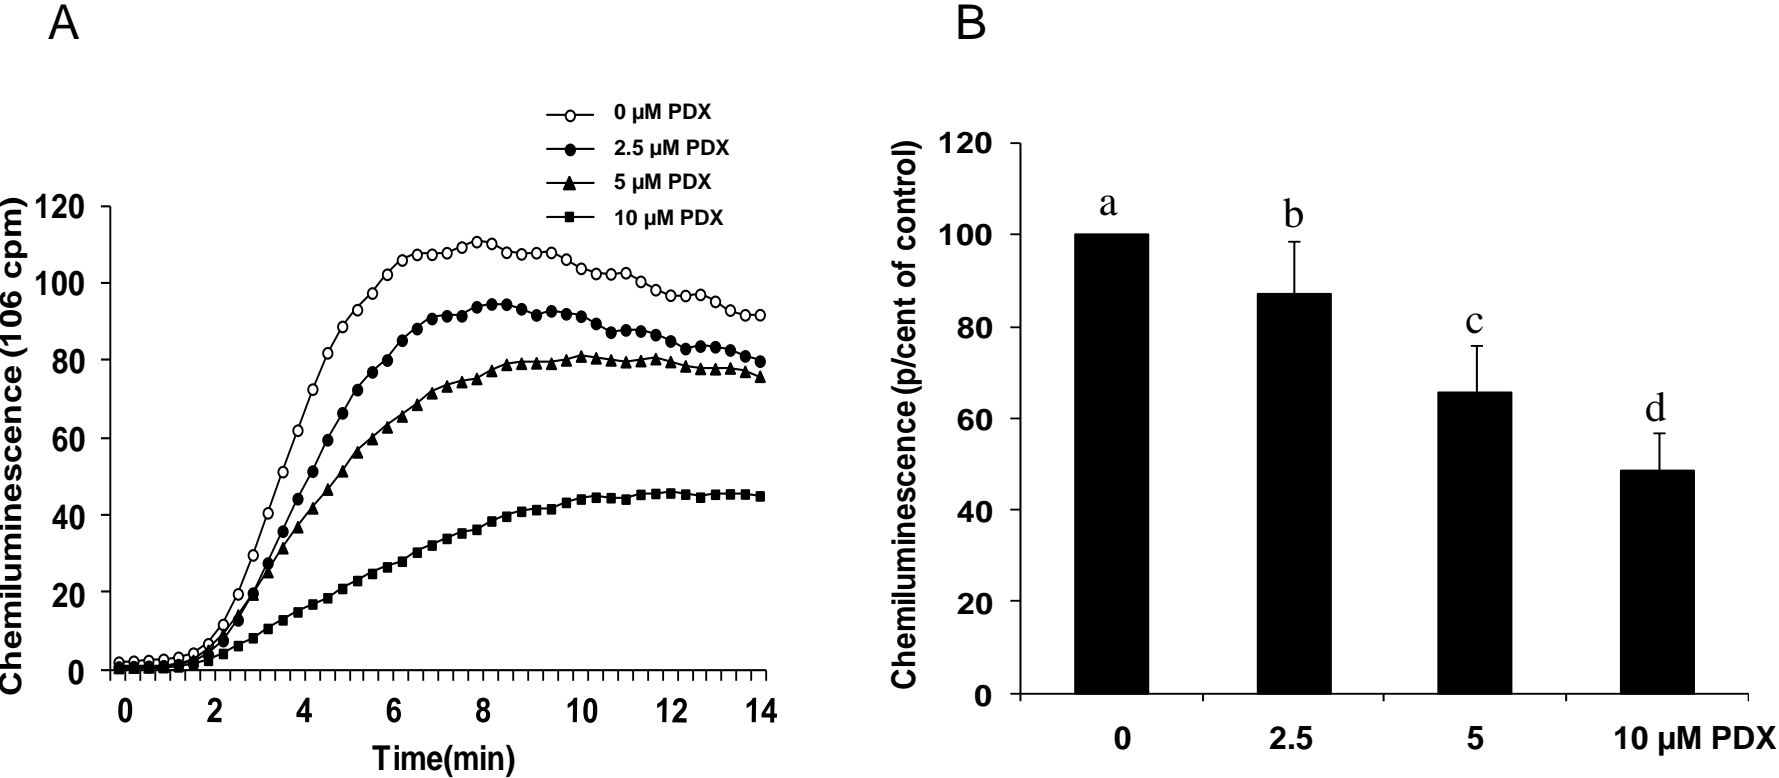 A
B
0 µM PDX
2.5 µM PDX
5 µM PDX
10 µM PDX
Chemiluminescence (106 cpm)
120
100
80
60
40
20
0
0 2 4 6 8 10 12 14
Time(min)
Chemiluminescence (p/cent of control)
120
100
80
60
40
20
0
a
b
c
d
0 2.5 5 10 µM PDX